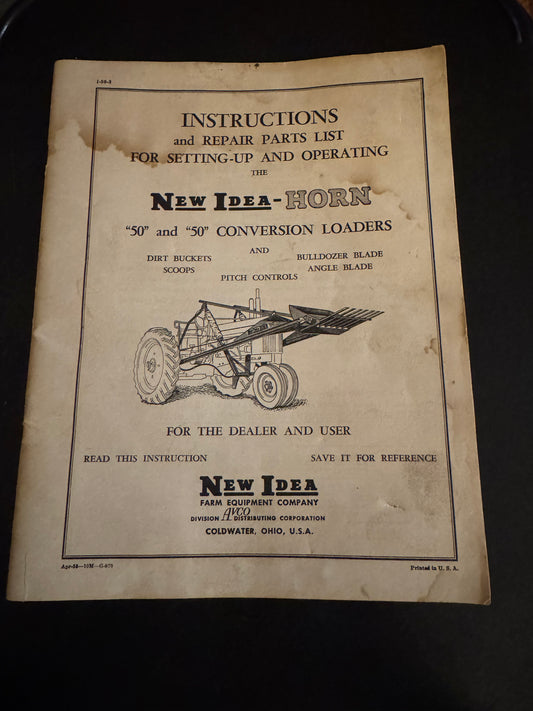 I-50-2
INSTRUCTIONS
and REPAIR PARTS LIST
FOR SETTING-UP AND OPERATING
THE
NEW IDEA-HORN
"50" and "50" CONVERSION LOADERS
AND
DIRT BUCKETS BULLDOZER BLADE
SCOOPS ANGLE BLADE
PITCH CONTROLS
FOR THE DEALER AND USER
READ THIS INSTRUCTION SAVE IT FOR REFERENCE
NEW IDEA
FARM EQUIPMENT COMPANY
DIVISION AVCO DISTRIBUTING CORPORATION
COLDWATER, OHIO, U.S.A.
Printed in U. S. A.